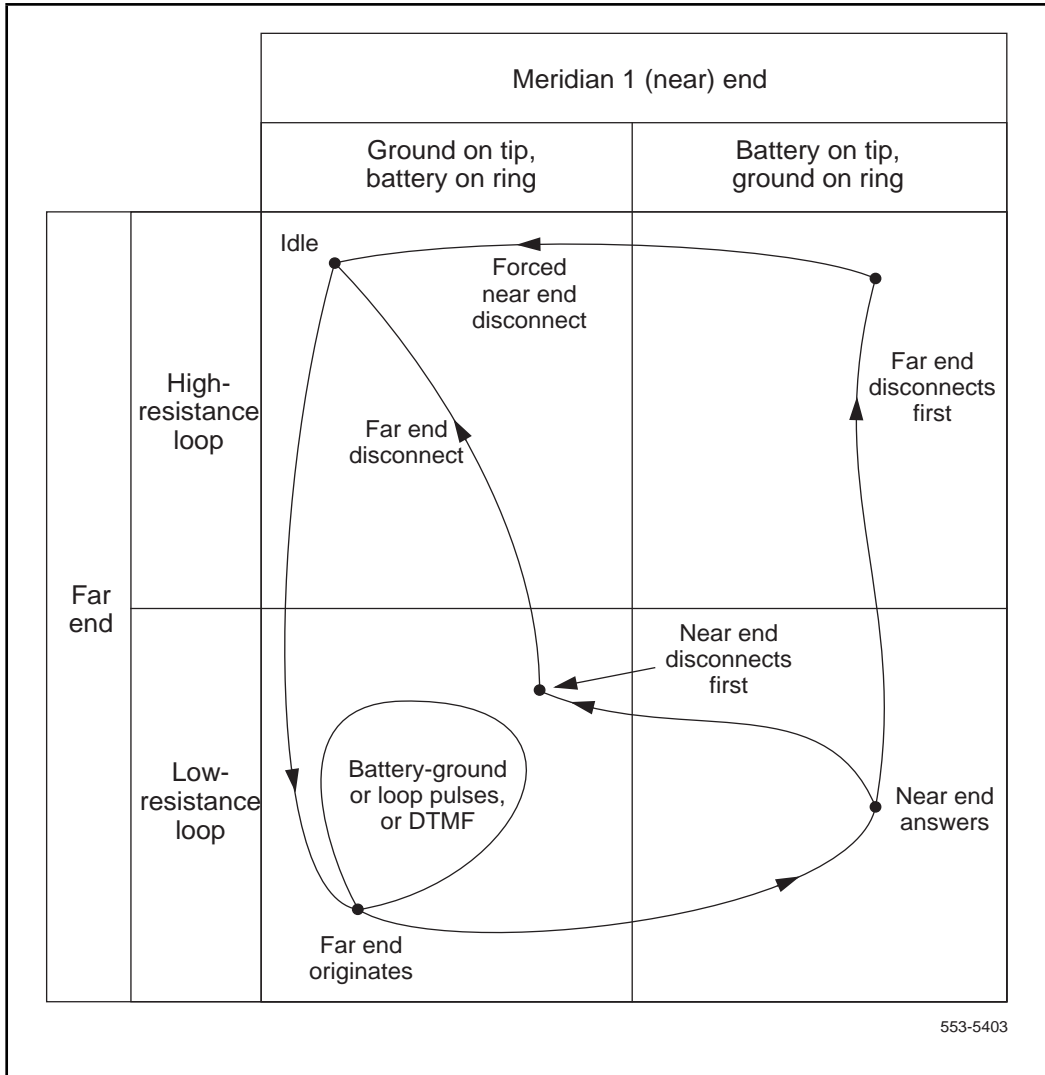 Meridian 1 (near) end
Ground on tip,
battery on ring
Battery on tip,
ground on ring
Idle
Forced
near end
disconnect
High-
resistance
loop
Far end
disconnects
first
Far end
disconnect
Far
end
Near end
disconnects
first
Low-
resistance
loop
Battery-ground
or loop pulses,
or DTMF
Near end
answers
Far end
originates
553-5403